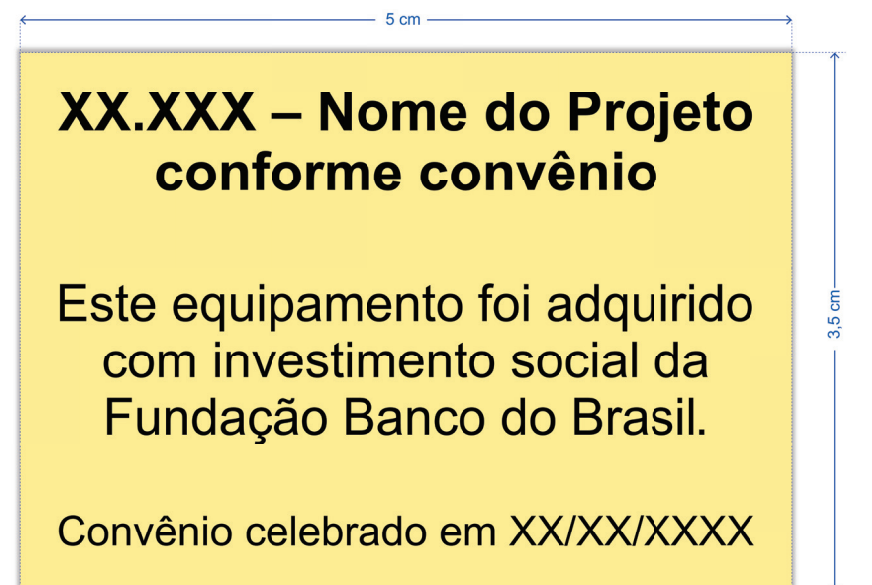 5 cm
XX.XXX – Nome do Projeto
conforme convênio
3,5 cm
Este equipamento foi adquirido
com investimento social da
Fundação Banco do Brasil.
Convênio celebrado em XX/XX/XXXX